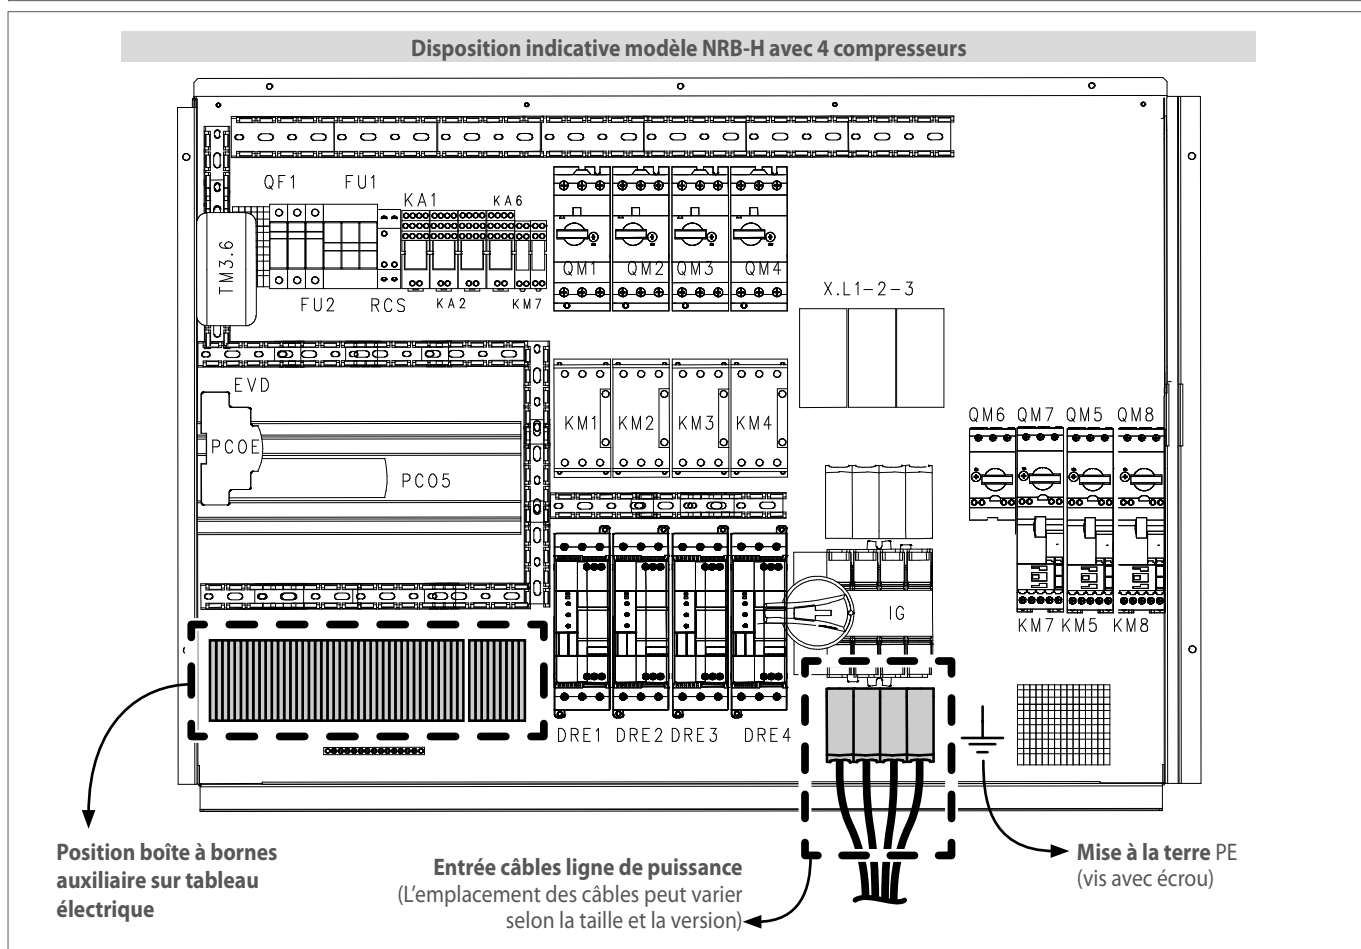 Disposition indicative modèle NRB-H avec 4 compresseurs
QF1 FU1
KA1 KA6
TM3.6
FU2 RCS KA2 KM7
QM1 QM2 QM3 QM4
X.L1-2-3
EVD
PCOE
PCO5
KM1 KM2 KM3 KM4
QM6 QM7 QM5 QM8
IG
KM7 KM5 KM8
DRE1 DRE2 DRE3 DRE4
Position boîte à bornes
auxiliaire sur tableau
électrique
Entrée câbles ligne de puissance
(L'emplacement des câbles peut varier
selon la taille et la version)
Mise à la terre PE
(vis avec écrou)